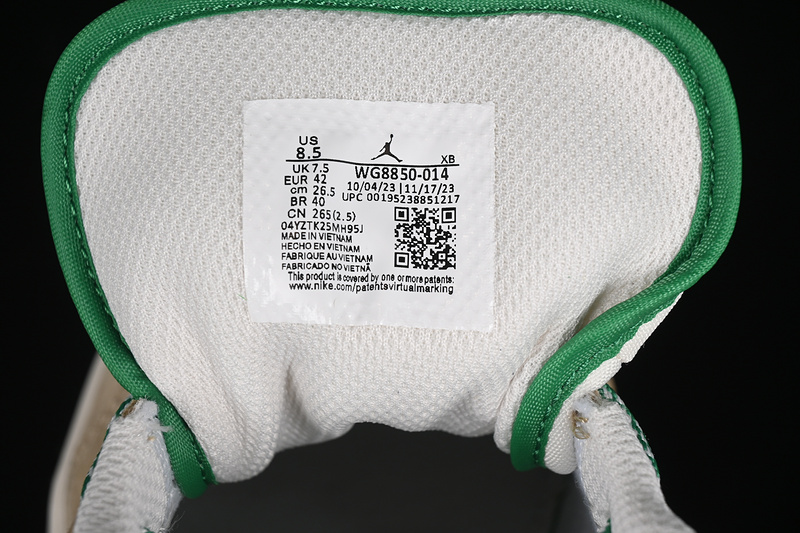 US
8.5
XB
UK 7.5
EUR 42
cm 26.5
BR 40
CN 265(2.5)
WG8850-014
10/04/23 | 11/17/23
UPC 00195238851217
04YZTK25MH95J
MADE IN VIETNAM
HECHO EN VIETNAM
FABRIQUE AU VIETNAM
FABRICADO NO VIETNÃ
This product is covered by one or more patents:
www.nike.com/patentsvirtualmarking